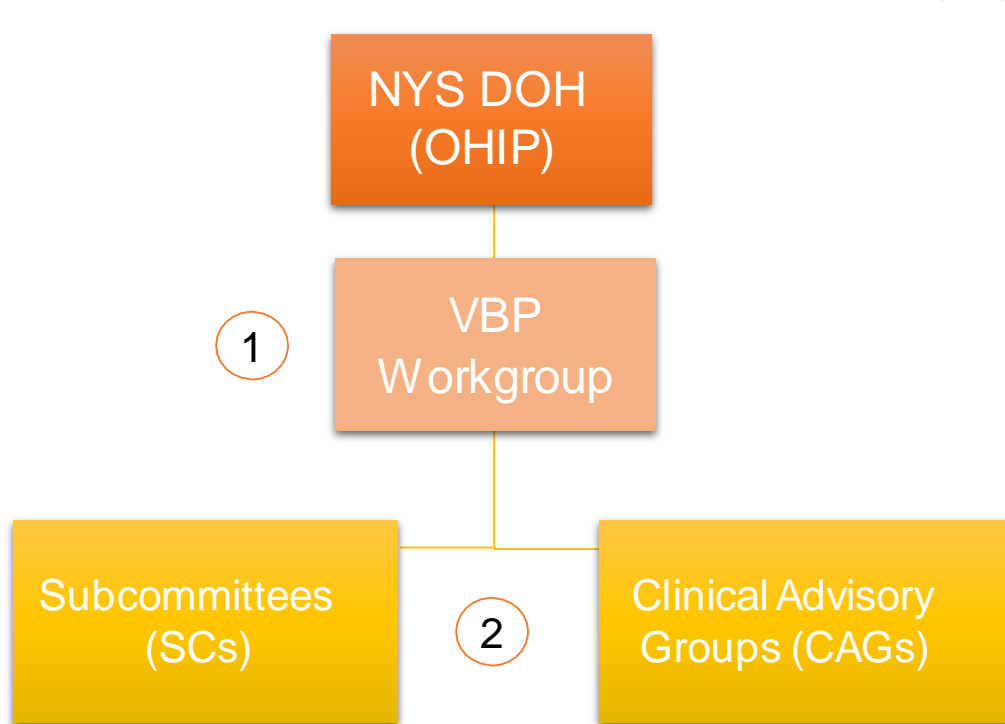 NYS DOH
(OHIP)
VBP
Workgroup
1
Subcommittees
(SCs)
2
Clinical Advisory
Groups (CAGs)